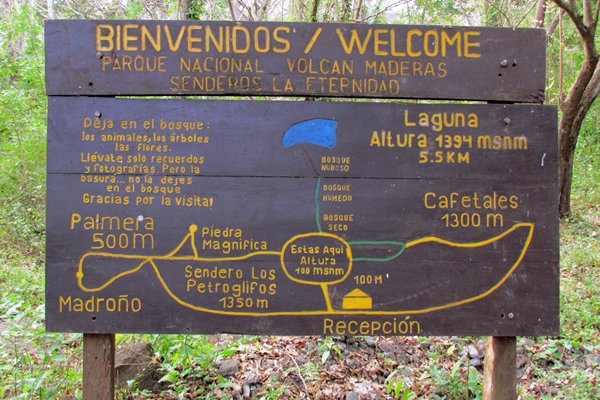 BIENVENIDOS / WELCOME
PARQUE NACIONAL VOLCAN MADERAS
SENDEROS LA ETERNIDAD
Deja en el bosque:
los animales, los árboles
las flores.
Llévate solo recuerdos
y fotografías. Pero la
basura... no la dejes
en el bosque
Gracias por la visita!
Laguna
Altura 1394 msnm
5.5 KM
BOSQUE
NUBOSO
BOSQUE
HUMEDO
BOSQUE
SECO
Cafetales
1300 m
Palmera
500 m
Piedra
Magnifica
Estas Aqui
Altura
100 msnm
Sendero Los
Petroglifos
1350 m
100 M
Madroño
Recepción